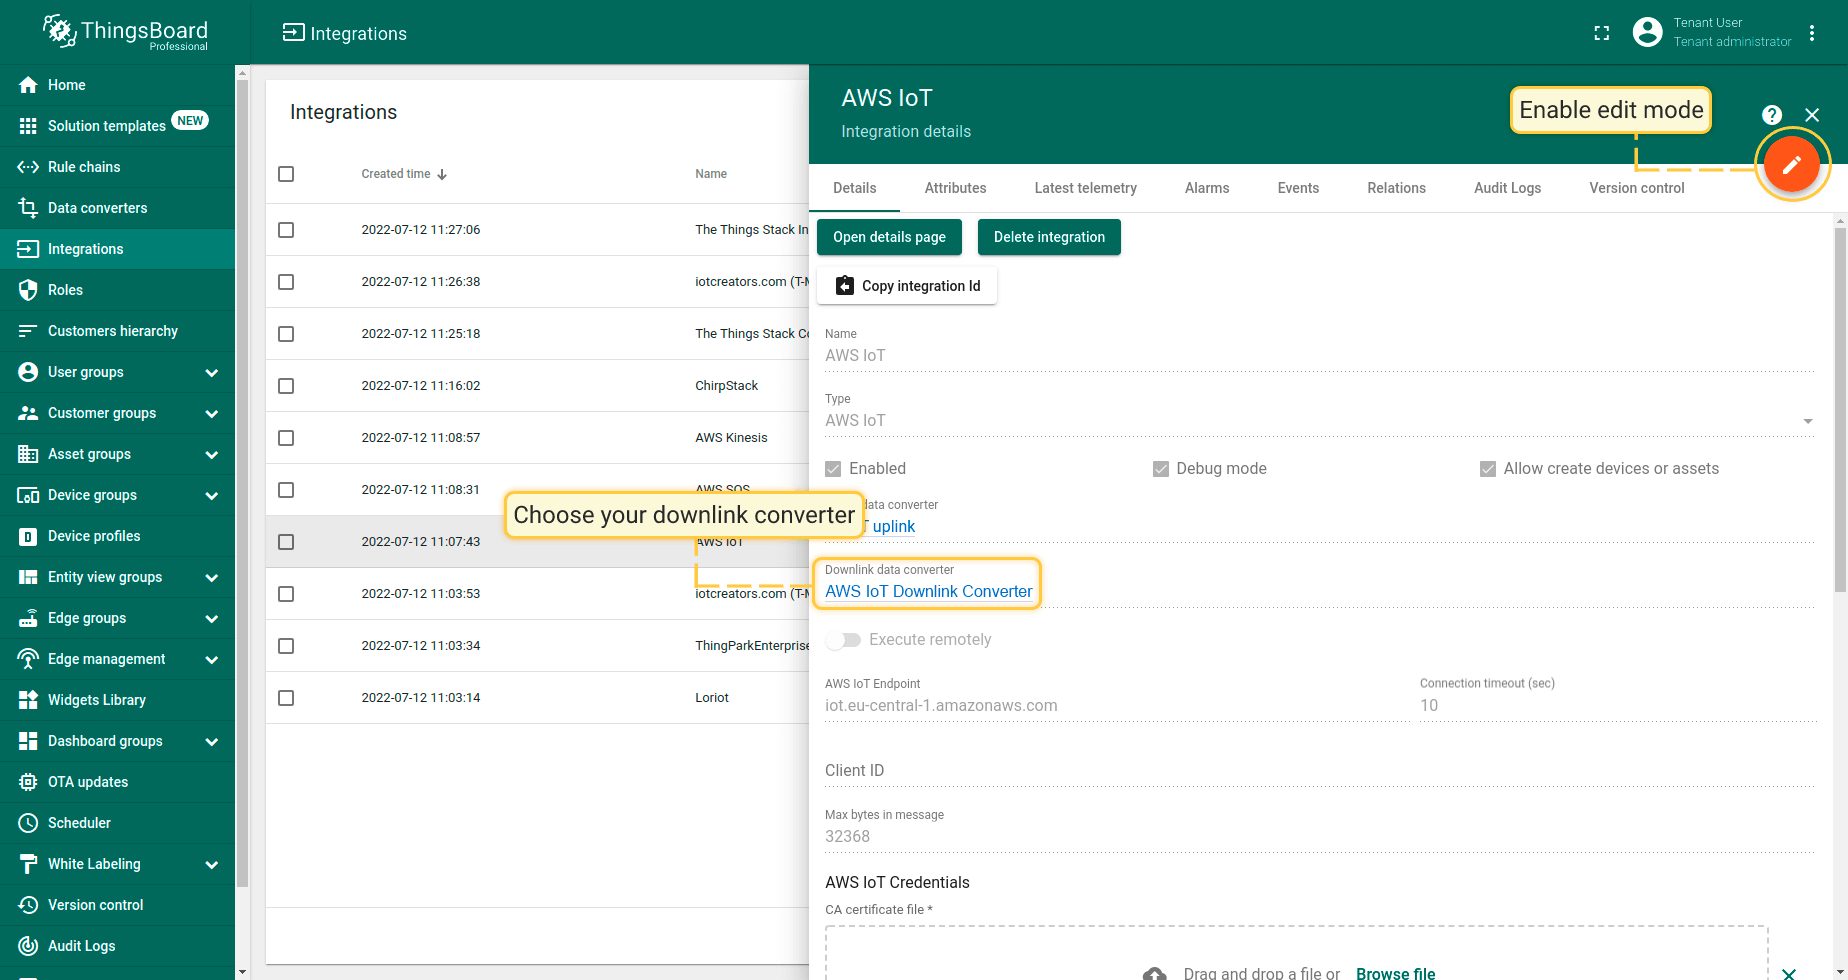 ThingsBoard
Professional
Integrations
Tenant User
Tenant administrator
Home
Solution templates NEW
Rule chains
Data converters
Integrations
Roles
Customers hierarchy
User groups
Customer groups
Asset groups
Device groups
Device profiles
Entity view groups
Edge groups
Edge management
Widgets Library
Dashboard groups
OTA updates
Scheduler
White Labeling
Version control
Audit Logs
Integrations
Created time Name
2022-07-12 11:27:06 The Things Stack In
2022-07-12 11:26:38 iotcreators.com (T-M
2022-07-12 11:25:18 The Things Stack Co
2022-07-12 11:16:02 ChirpStack
2022-07-12 11:08:57 AWS Kinesis
2022-07-12 11:08:31 AWS SQS
2022-07-12 11:07:43 AWS IoT
2022-07-12 11:03:53 iotcreators.com (T-M
2022-07-12 11:03:34 ThingParkEnterprise
2022-07-12 11:03:14 Loriot
Choose your downlink converter
AWS IoT
Integration details
Enable edit mode
Details Attributes Latest telemetry Alarms Events Relations Audit Logs Version control
Open details page Delete integration
Copy integration Id
Name
AWS IoT
Type
AWS IoT
Enabled Debug mode Allow create devices or assets
data converter
T uplink
Downlink data converter
AWS IoT Downlink Converter
Execute remotely
AWS IoT Endpoint Connection timeout (sec)
iot.eu-central-1.amazonaws.com 10
Client ID
Max bytes in message
32368
AWS IoT Credentials
CA certificate file *
Drag and drop a file or Browse file